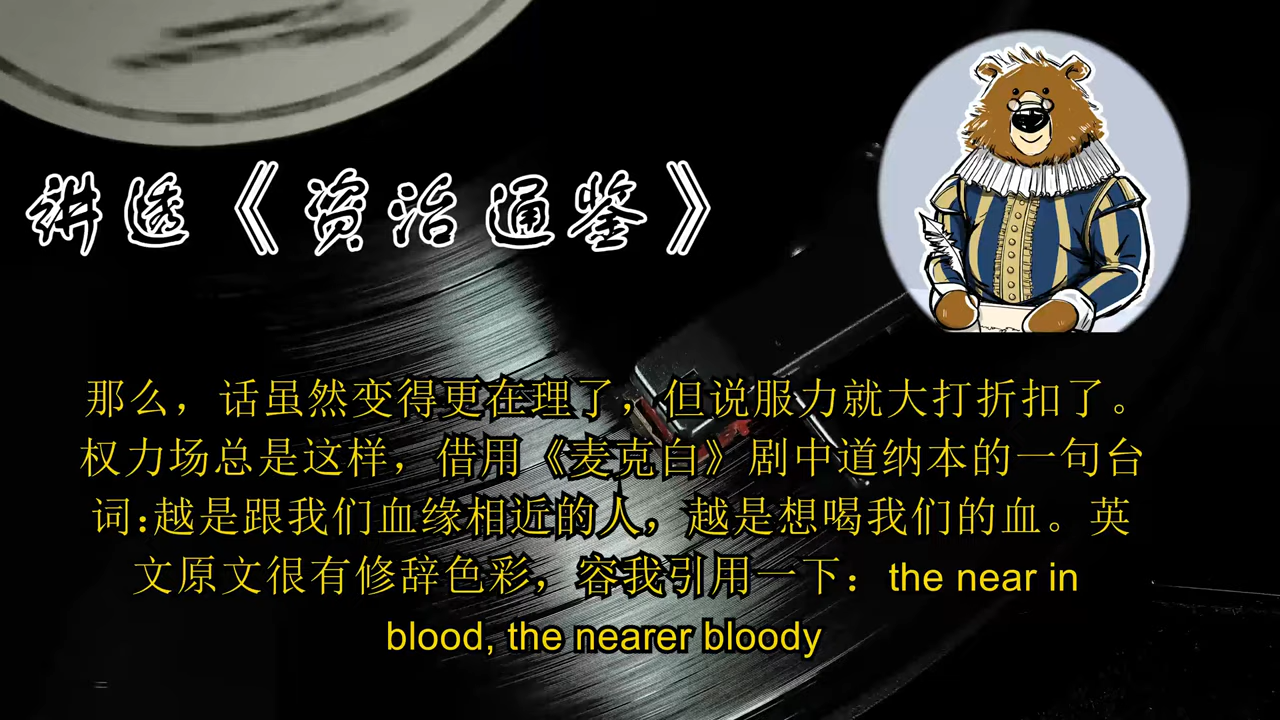 讲透《资治通鉴》
那么，话虽然变得更在理了，但说服力就大打折扣了。
权力场总是这样，借用《麦克白》剧中道纳本的一句台
词:越是跟我们血缘相近的人，越是想喝我们的血。英
文原文很有修辞色彩，容我引用一下：the near in
blood, the nearer bloody